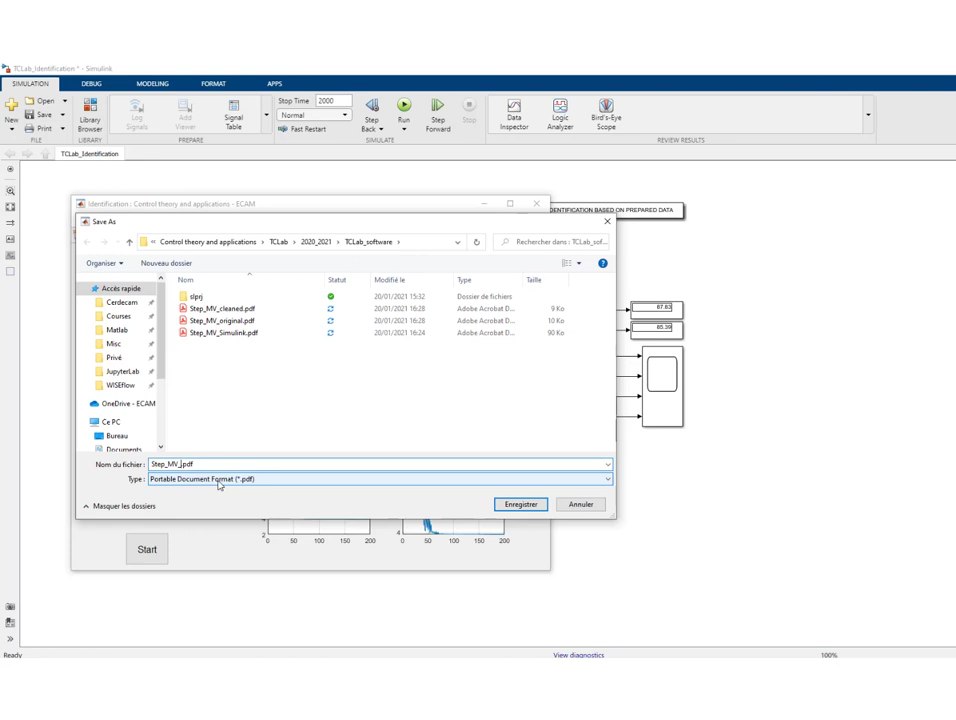 TCLab_Identification * - Simulink
SIMULATION DEBUG MODELING FORMAT APPS
New Open Save Print FILE
Library Browser LIBRARY
Log Signals Add Viewer Signal Table PREPARE
Stop Time 2000
Normal
Fast Restart
Step Back Run Step Forward Stop
SIMULATE
Data Inspector Logic Analyzer Bird's-Eye Scope
REVIEW RESULTS
TCLab_Identification
Identification : Control theory and applications - ECAM
IDENTIFICATION BASED ON PREPARED DATA
Save As
« Control theory and applications › TCLab › 2020_2021 › TCLab_software ›
Rechercher dans : TCLab_sof...
Organiser Nouveau dossier
Nom Statut Modifié le Type Taille
Accès rapide
Cerdecam
Courses
Matlab
Misc
Privé
JupyterLab
WISEflow
OneDrive - ECAM
Ce PC
Bureau
Documents
slprj 20/01/2021 15:32 Dossier de fichiers
Step_MV_cleaned.pdf 20/01/2021 16:28 Adobe Acrobat D... 9 Ko
Step_MV_original.pdf 20/01/2021 16:28 Adobe Acrobat D... 10 Ko
Step_MV_Simulink.pdf 20/01/2021 16:24 Adobe Acrobat D... 90 Ko
87.83
85.39
Nom du fichier : Step_MV_.pdf
Type : Portable Document Format (*.pdf)
Masquer les dossiers Enregistrer Annuler
2 4
0 50 100 150 200 0 50 100 150 200
Start
Ready View diagnostics 100%